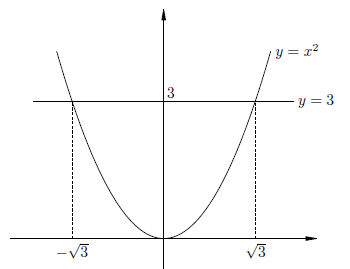 y = x²
3
y = 3
−√3
√3